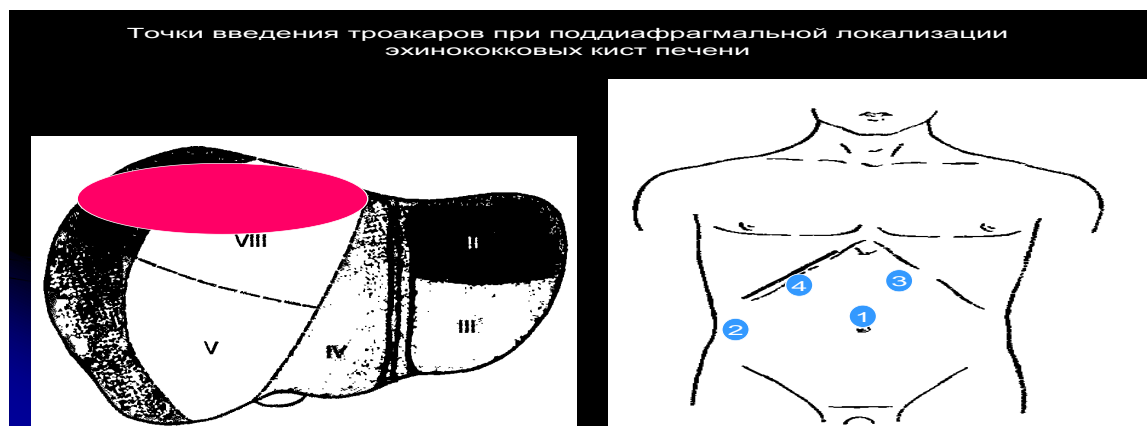 Точки введения троакаров при поддиафрагмальной локализации
эхинококковых кист печени
VIII
II
V
IV
III
3
4
1
2